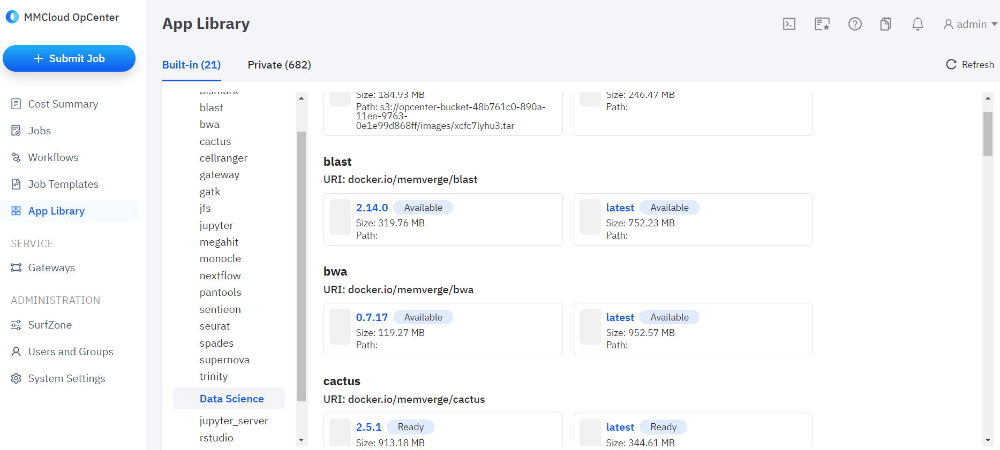 MMCloud OpCenter
Submit Job
Cost Summary
Jobs
Workflows
Job Templates
App Library
SERVICE
Gateways
ADMINISTRATION
SurfZone
Users and Groups
System Settings
App Library
admin
Built-in (21)
Private (682)
Refresh
bismark
blast
bwa
cactus
cellranger
gateway
gatk
jfs
jupyter
megahit
monocle
nextflow
pantools
sentieon
seurat
spades
supernova
trinity
Data Science
jupyter_server
rstudio
Size: 184.93 MB
Path: s3://opcenter-bucket-48b761c0-890a-
11ee-9763-
0e1e99d868ff/images/xcfc7lyhu3.tar
Size: 246.47 MB
Path:
blast
URI: docker.io/memverge/blast
2.14.0 Available
Size: 319.76 MB
Path:
latest Available
Size: 752.23 MB
Path:
bwa
URI: docker.io/memverge/bwa
0.7.17 Available
Size: 119.27 MB
Path:
latest Available
Size: 952.57 MB
Path:
cactus
URI: docker.io/memverge/cactus
2.5.1 Ready
Size: 913.18 MB
latest Ready
Size: 344.61 MB